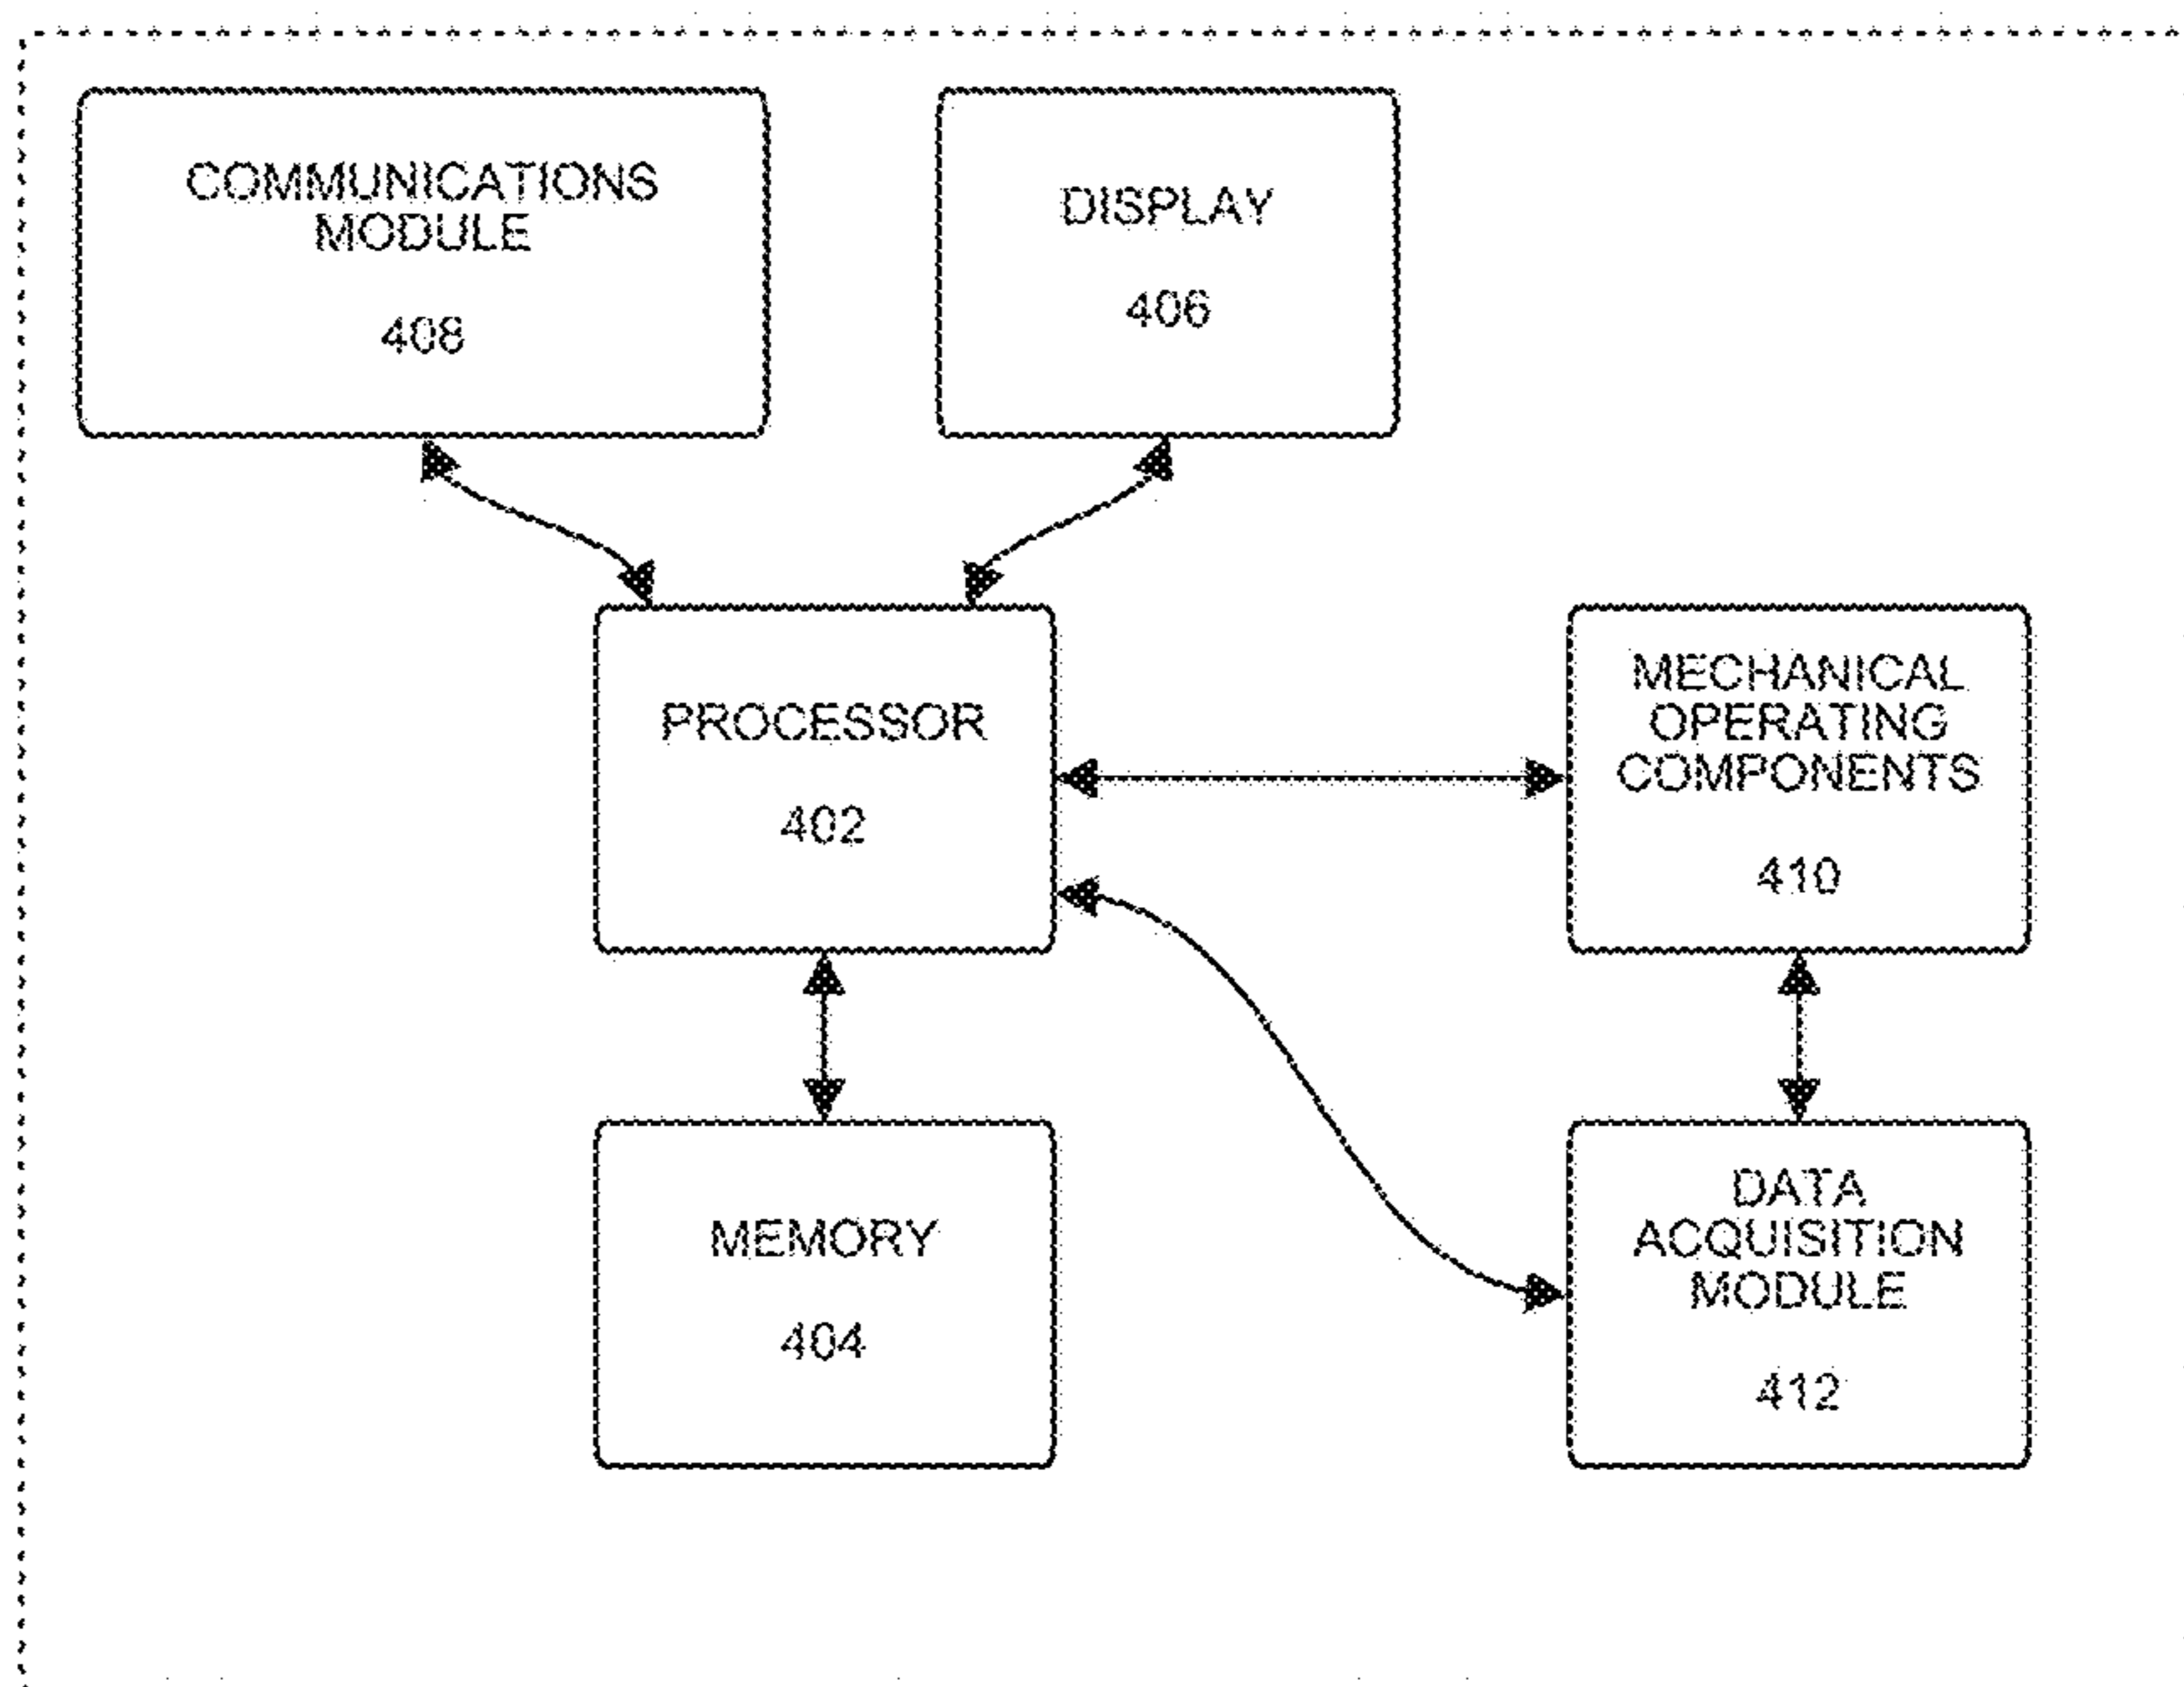 COMMUNICATIONS
MODULE
408
DISPLAY
406
PROCESSOR
402
MECHANICAL
OPERATING
COMPONENTS
410
MEMORY
404
DATA
ACQUISITION
MODULE
412